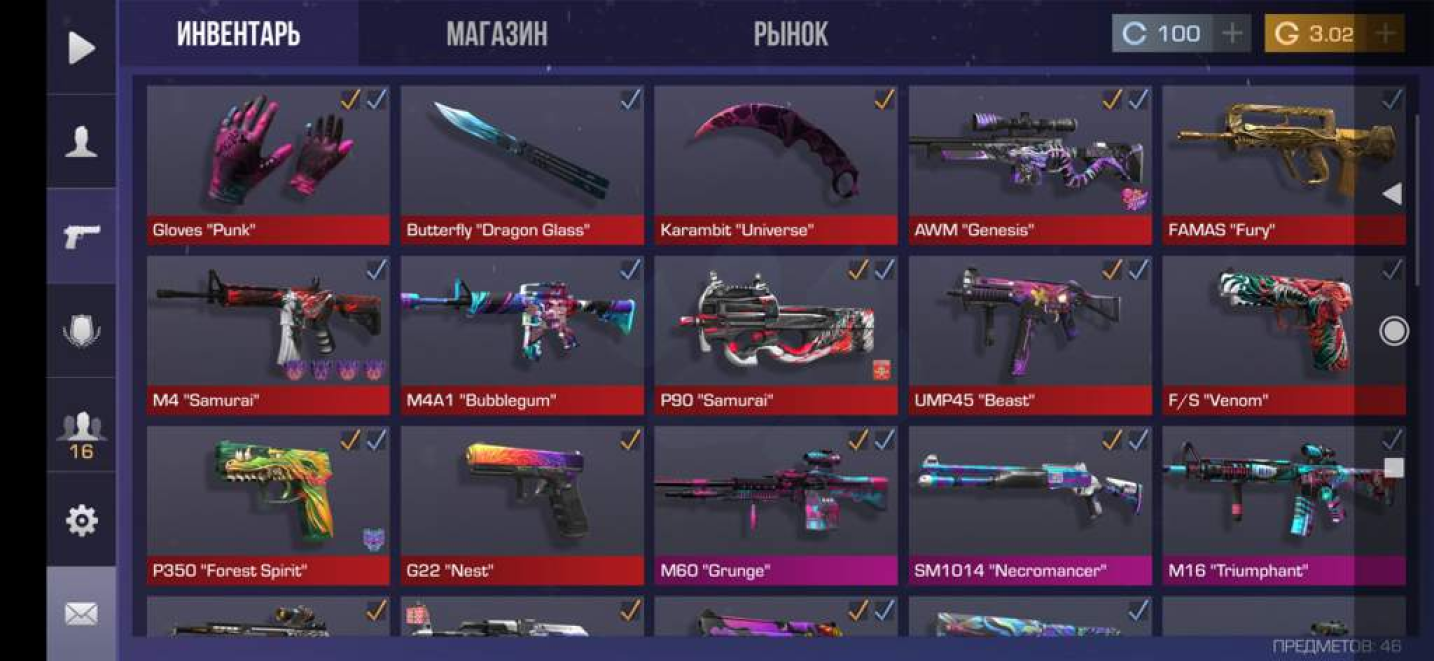 ИНВЕНТАРЬ МАГАЗИН РЫНОК 100 + G 3.02 +
Gloves "Punk" Butterfly "Dragon Glass" Karambit "Universe" AWM "Genesis" FAMAS "Fury"
M4 "Samurai" M4A1 "Bubblegum" P90 "Samurai" UMP45 "Beast" F/S "Venom"
16
P350 "Forest Spirit" G22 "Nest" M60 "Grunge" SM1014 "Necromancer" M16 "Triumphant"
ПРЕДМЕТОВ: 46